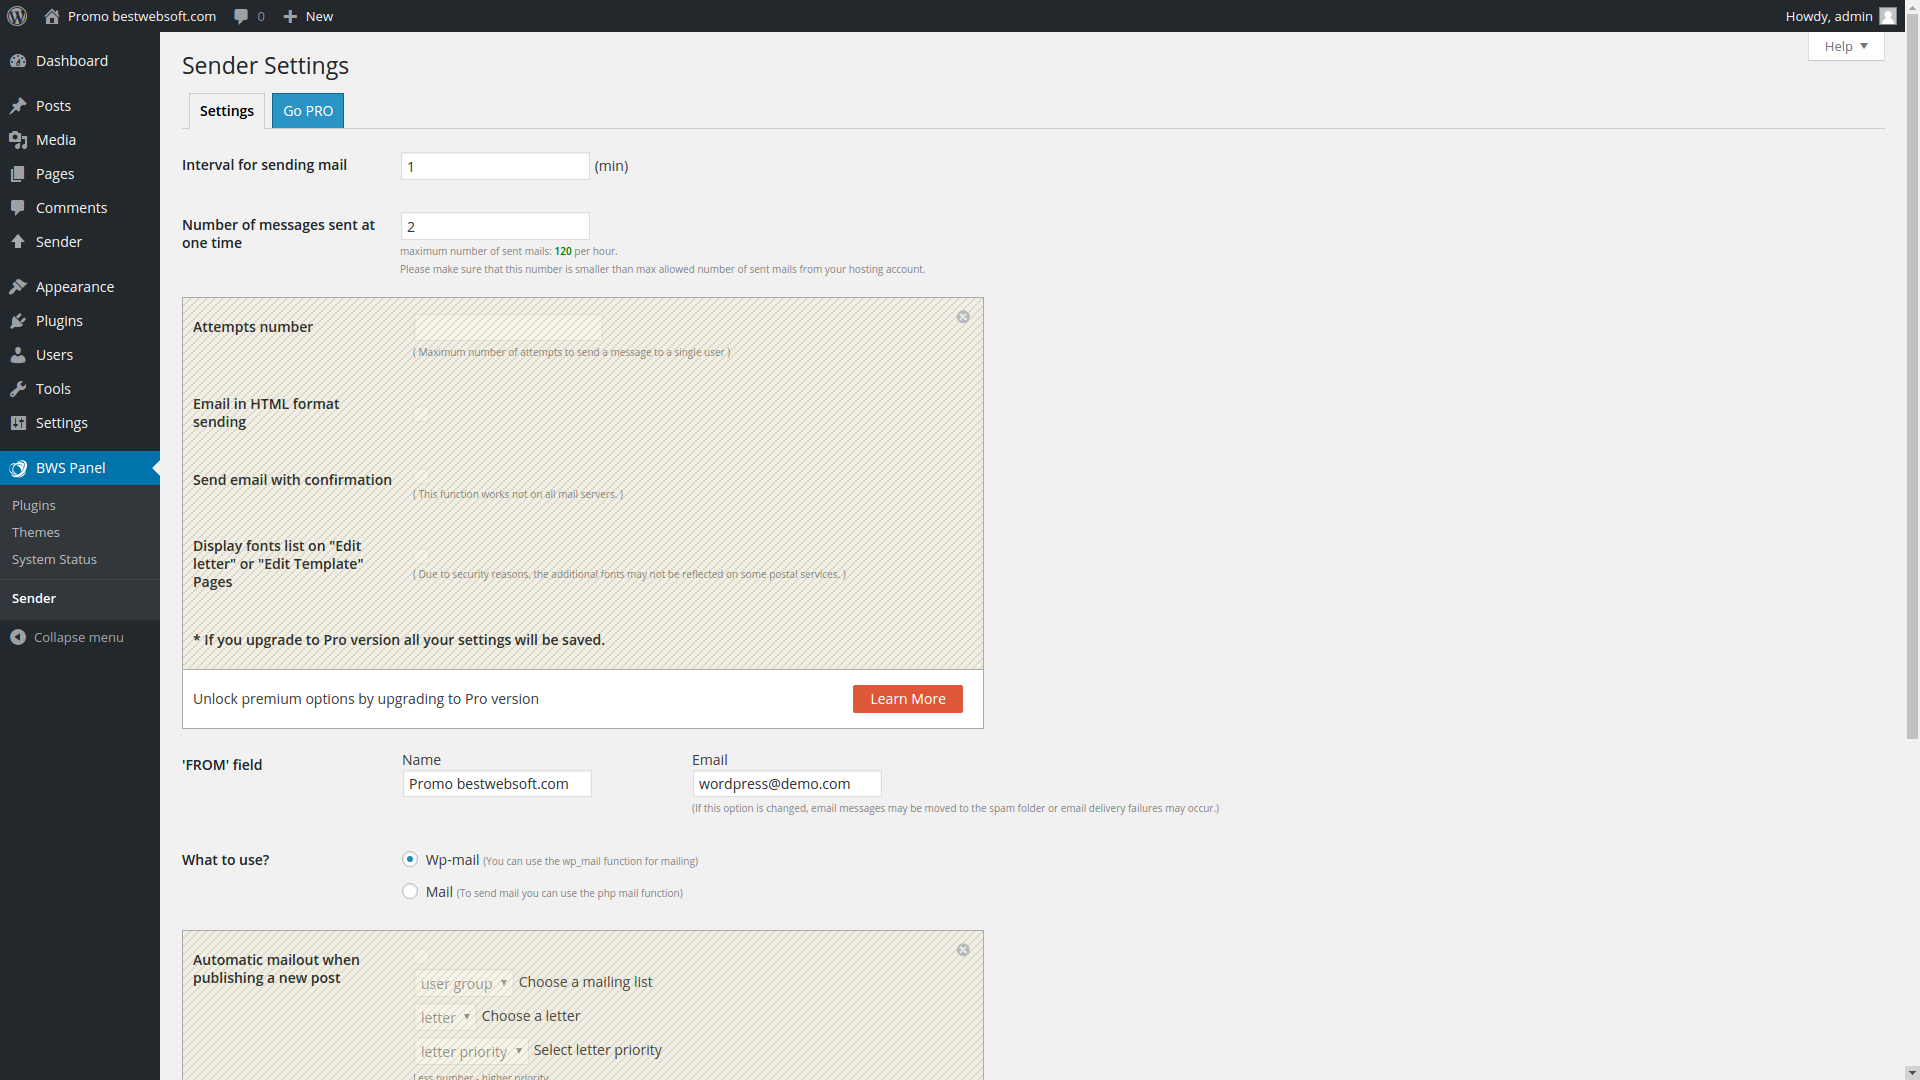 Promo bestwebsoft.com 0 New Howdy, admin
Help
Dashboard
Posts
Media
Pages
Comments
Sender
Appearance
Plugins
Users
Tools
Settings
BWS Panel
Plugins
Themes
System Status
Sender
Collapse menu
Sender Settings
Settings Go PRO
Interval for sending mail 1 (min)
Number of messages sent at
one time
2
maximum number of sent mails: 120 per hour.
Please make sure that this number is smaller than max allowed number of sent mails from your hosting account.
Attempts number
( Maximum number of attempts to send a message to a single user )
Email in HTML format
sending
Send email with confirmation
( This function works not on all mail servers. )
Display fonts list on "Edit
letter" or "Edit Template"
Pages
( Due to security reasons, the additional fonts may not be reflected on some postal services. )
* If you upgrade to Pro version all your settings will be saved.
Unlock premium options by upgrading to Pro version Learn More
'FROM' field
Name Email
Promo bestwebsoft.com wordpress@demo.com
(If this option is changed, email messages may be moved to the spam folder or email delivery failures may occur.)
What to use?
Wp-mail (You can use the wp_mail function for mailing)
Mail (To send mail you can use the php mail function)
Automatic mailout when
publishing a new post
user group Choose a mailing list
letter Choose a letter
letter priority Select letter priority
Less number - higher priority